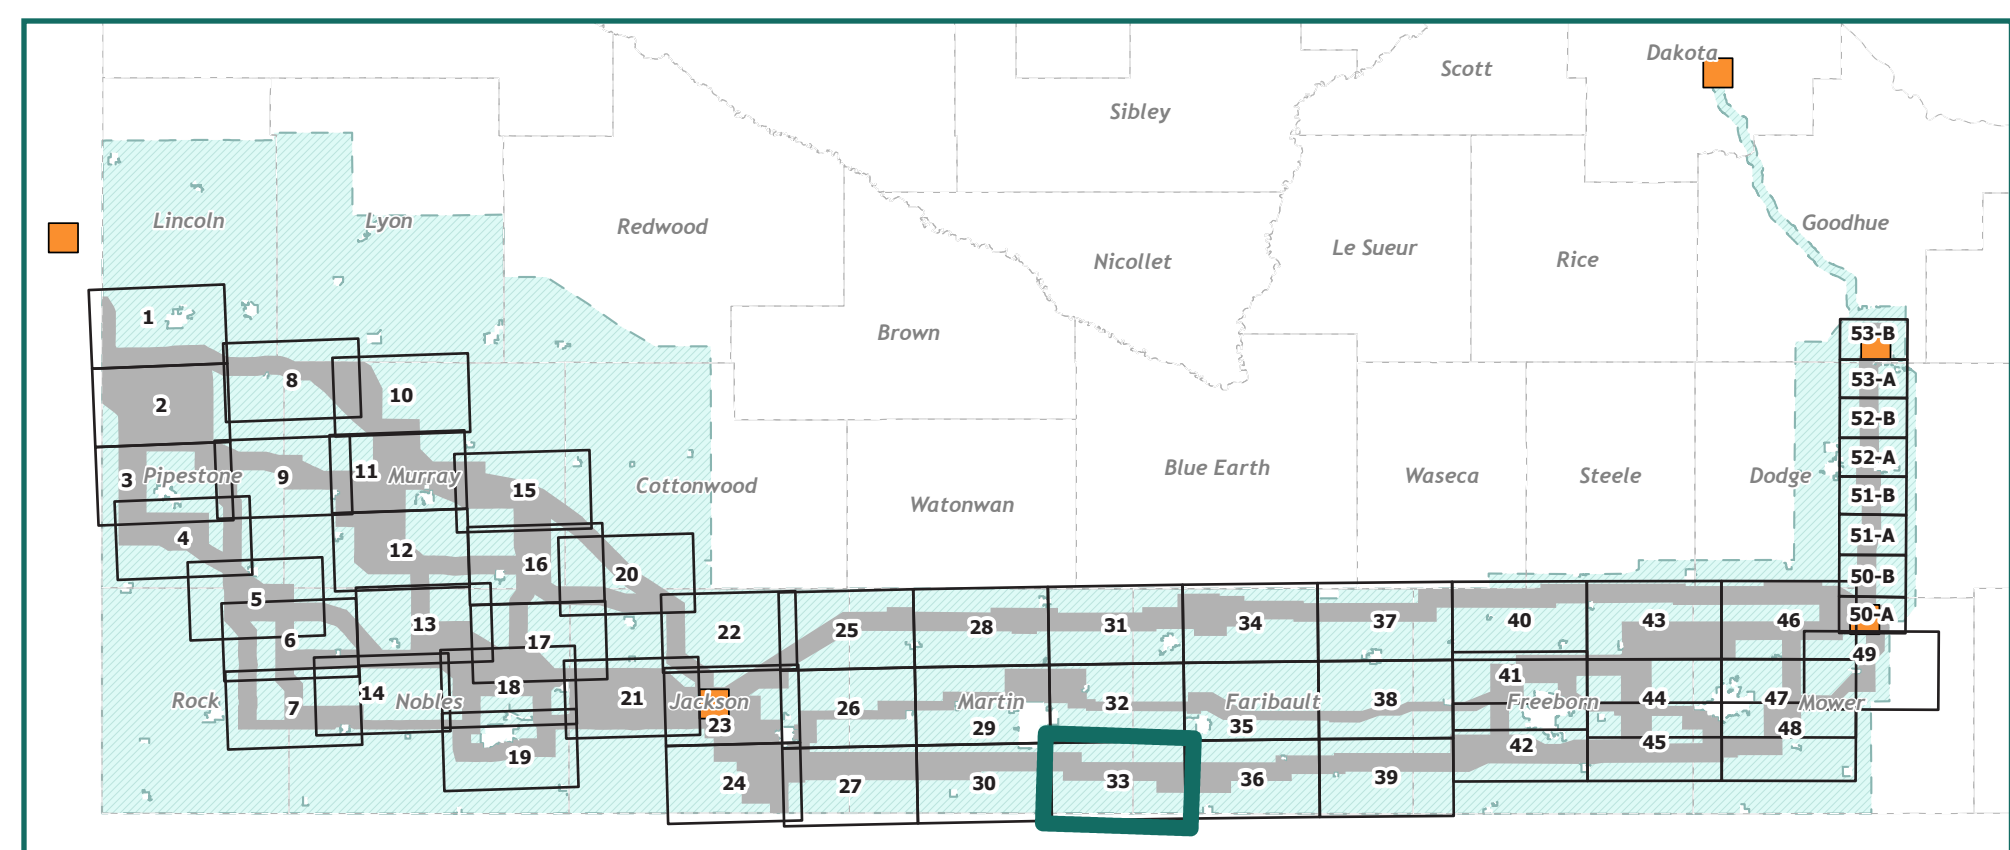 Dakota
Scott
Sibley
Lincoln
Lyon
Redwood
Goodhue
Le Sueur
Rice
Nicollet
1
Brown
53-B
8
10
53-A
2
52-B
52-A
Blue Earth
3
Pipestone
9
11
Murray
15
Cottonwood
Waseca
Steele
Dodge
51-B
Watonwan
4
12
51-A
16
20
50-B
5
6
13
17
22
25
28
31
34
37
40
43
46
50-A
49
Rock
7
14
Nobles
18
21
Jackson
23
26
Martin
29
32
Faribault
35
38
41
Freeborn
44
47
Mower
48
19
24
27
30
33
36
39
42
45